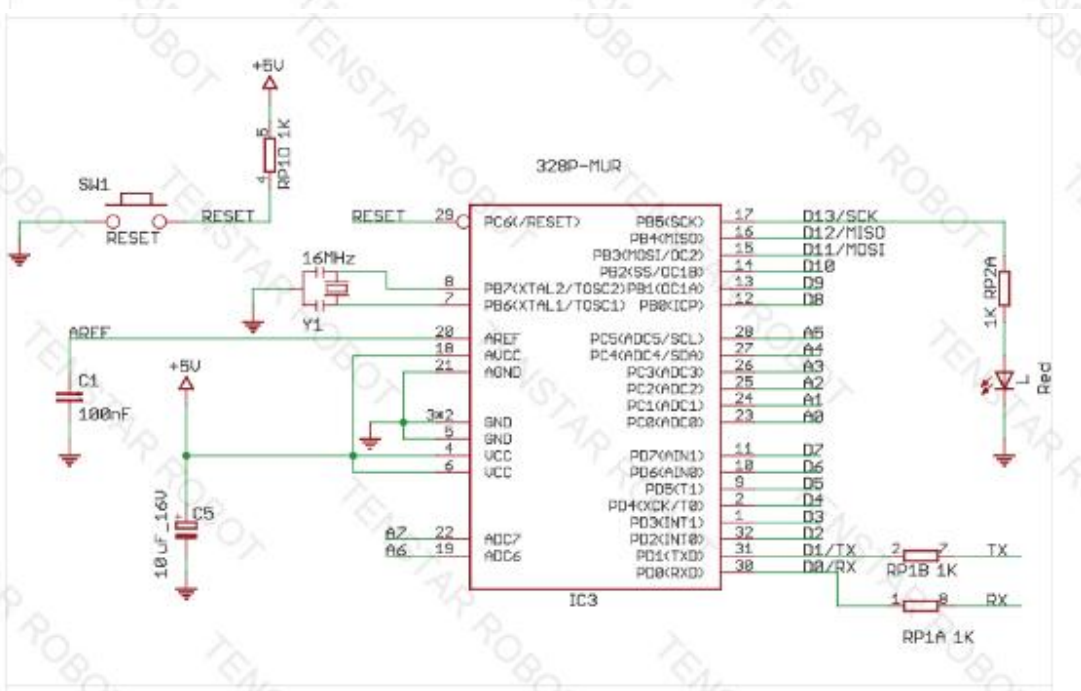 TENSTAR ROBOT
+5V
5
RP1D 1K
4
SW1
RESET
RESET
328P-MUR
RESET
29
PC6(/RESET)
16MHz
Y1
8
PB7(XTAL2/TOSC2)
7
PB6(XTAL1/TOSC1)
AREF
20
AREF
18
AVCC
21
AGND
C1
100nF
+5V
3*2
GND
5
GND
4
VCC
6
VCC
10uF_16V
C5
A7
22
ADC7
A6
19
ADC6
PB5(SCK)
17
D13/SCK
PB4(MISO)
16
D12/MISO
PB3(MOSI/OC2)
15
D11/MOSI
PB2(SS/OC1B)
14
D10
PB1(OC1A)
13
D9
PB0(ICP)
12
D8
PC5(ADC5/SCL)
28
A5
PC4(ADC4/SDA)
27
A4
PC3(ADC3)
26
A3
PC2(ADC2)
25
A2
PC1(ADC1)
24
A1
PC0(ADC0)
23
A0
PD7(AIN1)
11
D7
PD6(AIN0)
10
D6
PD5(T1)
9
D5
PD4(XCK/T0)
2
D4
PD3(INT1)
1
D3
PD2(INT0)
32
D2
PD1(TXD)
31
D1/TX
PD0(RXD)
30
D0/RX
IC3
1K RP2A
L
Red
2
7
TX
RP1B 1K
1
8
RX
RP1A 1K